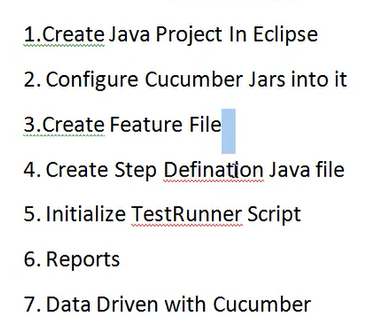 1.Create Java Project In Eclipse
2. Configure Cucumber Jars into it
3.Create Feature File
4. Create Step Defination Java file
5. Initialize TestRunner Script
6. Reports
7. Data Driven with Cucumber